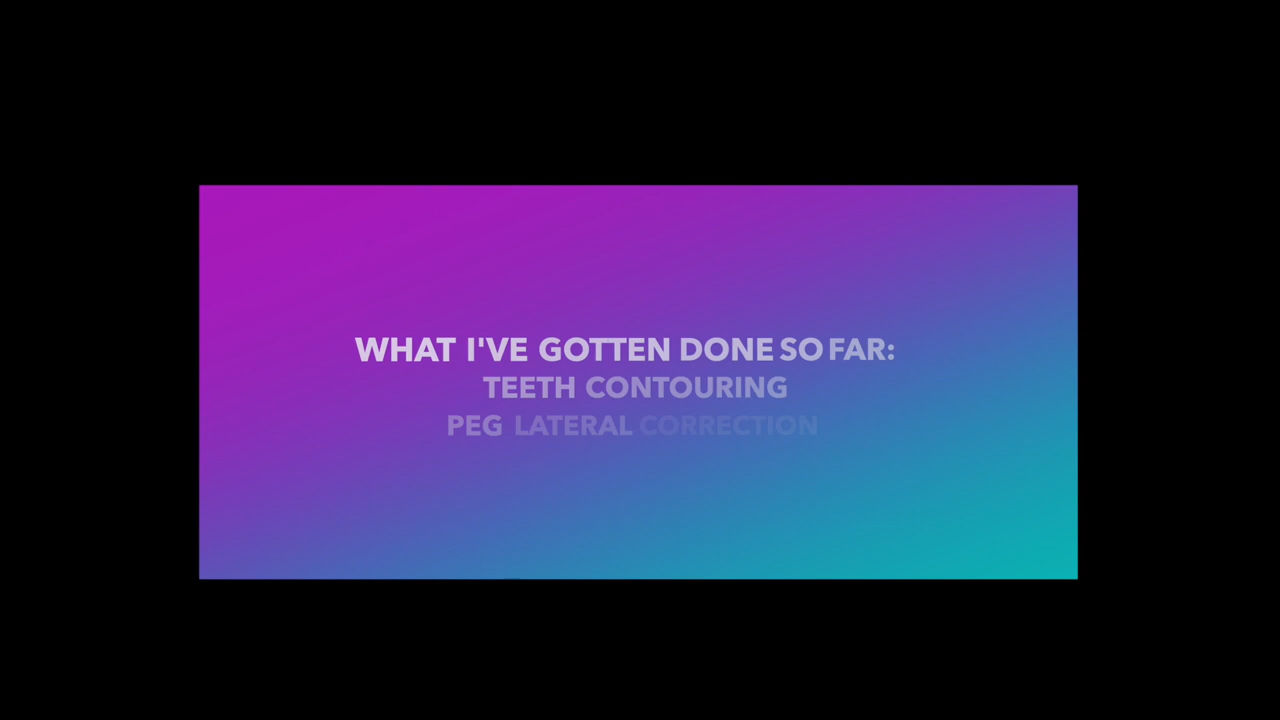 WHAT I'VE GOTTEN DONE SO FAR:
TEETH CONTOURING
PEG LATERAL CORRECTION